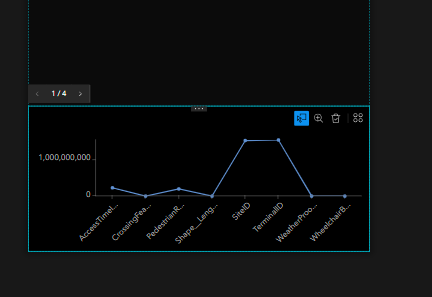 1 / 4
1,000,000,000
0
AccessTimeI...
CrossingFea...
PedestrianR...
Shape__Leng...
SiteID
TerminalID
WeatherProo...
WheelchairB...